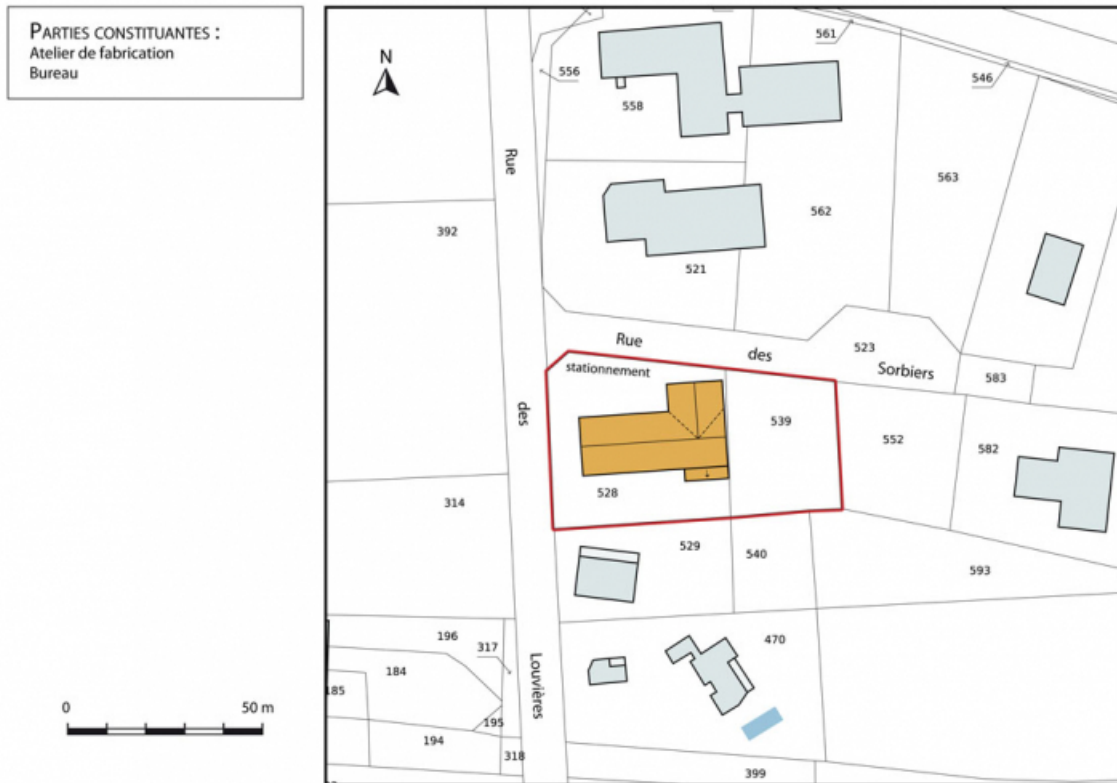 PARTIES CONSTITUANTES :
Atelier de fabrication
Bureau
N
556
561
546
558
Rue
563
392
562
521
Rue
des
523
Sorbiers
583
stationnement
des
539
552
582
528
314
529
540
593
196
317
470
184
Louvières
185
195
194
318
399
0
50 m